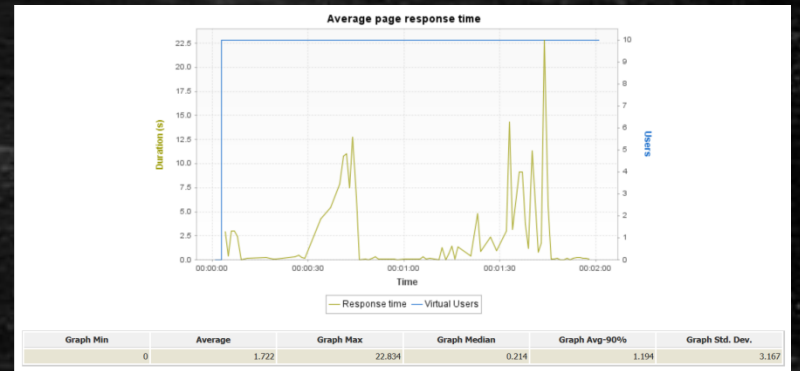 Average page response time
22.5
20.0
17.5
15.0
12.5
10.0
7.5
5.0
2.5
0.0
Duration (s)
10
9
8
7
6
5
4
3
2
1
0
Users
00:00:00 00:00:30 00:01:00 00:01:30 00:02:00
Time
Response time Virtual Users
Graph Min Average Graph Max Graph Median Graph Avg-90% Graph Std. Dev.
0 1.722 22.834 0.214 1.194 3.167